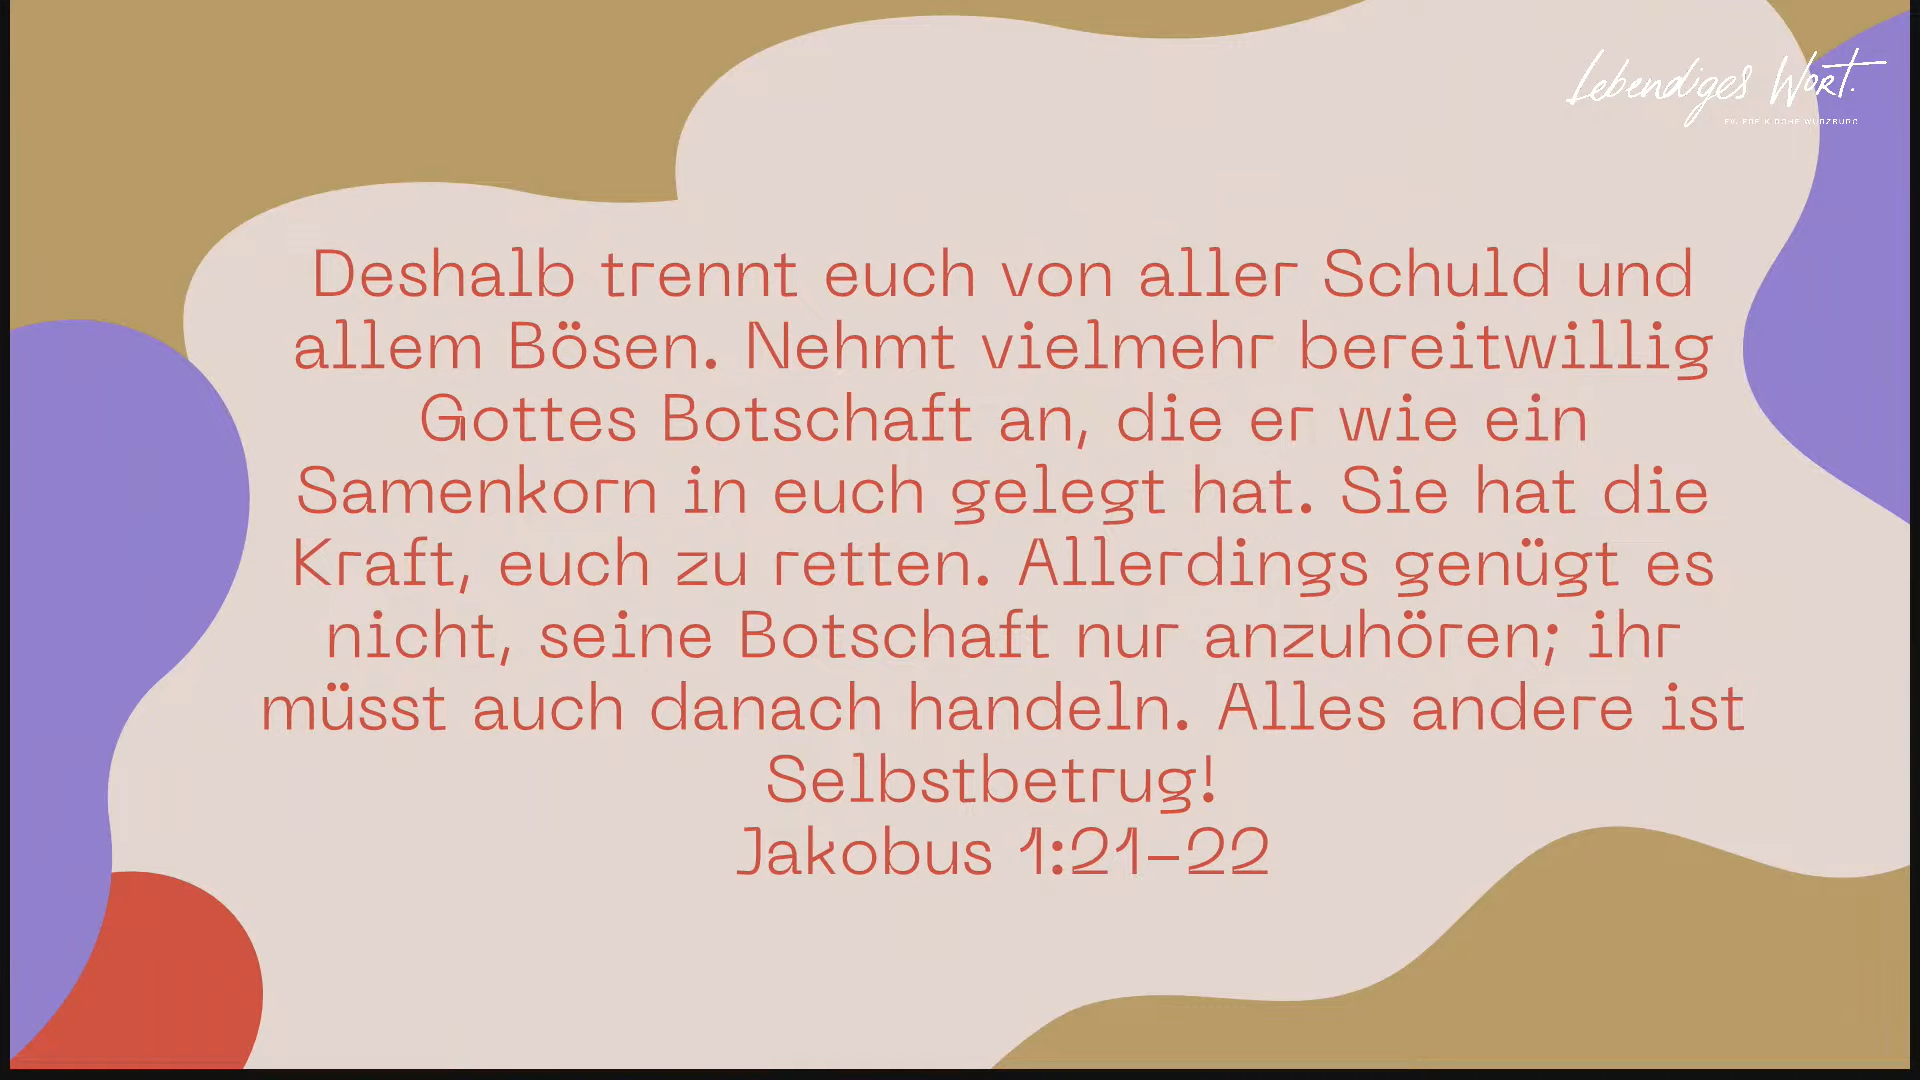 Lebendiges Wort.
Deshalb trennt euch von aller Schuld und
allem Bösen. Nehmt vielmehr bereitwillig
Gottes Botschaft an, die er wie ein
Samenkorn in euch gelegt hat. Sie hat die
Kraft, euch zu retten. Allerdings genügt es
nicht, seine Botschaft nur anzuhören; ihr
müsst auch danach handeln. Alles andere ist
Selbstbetrug!
Jakobus 1:21–22